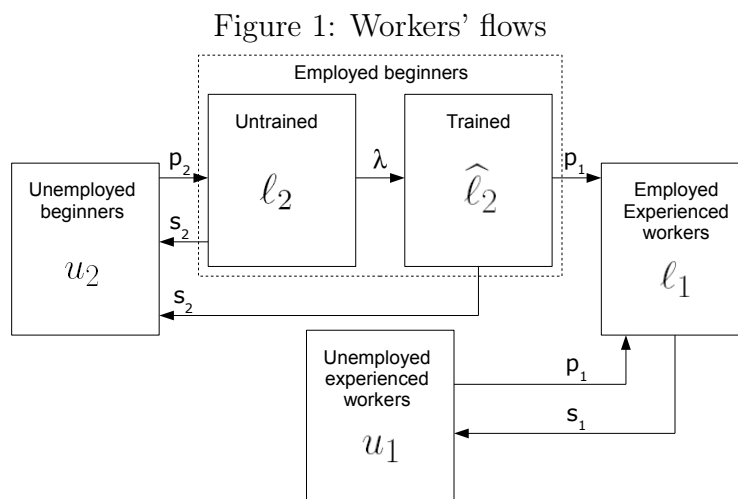 Figure 1: Workers' flows
Employed beginners
Untrained
ℓ₂
Trained
ℓ̂₂
Unemployed
beginners
u₂
Employed
Experienced
workers
ℓ₁
Unemployed
experienced
workers
u₁
p₂
s₂
λ
p₁
s₂
p₁
s₁